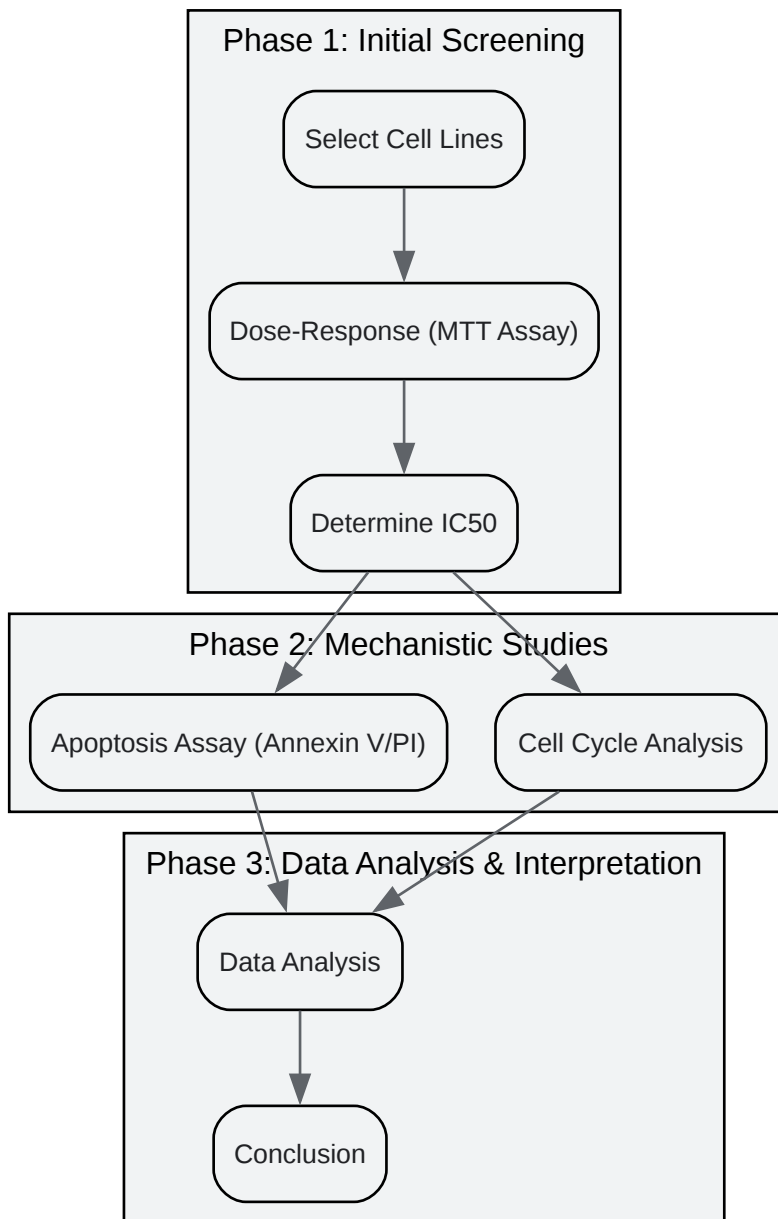 Phase 1: Initial Screening
Select Cell Lines
Dose-Response (MTT Assay)
Determine IC50
Phase 2: Mechanistic Studies
Apoptosis Assay (Annexin V/PI)
Cell Cycle Analysis
Phase 3: Data Analysis & Interpretation
Data Analysis
Conclusion